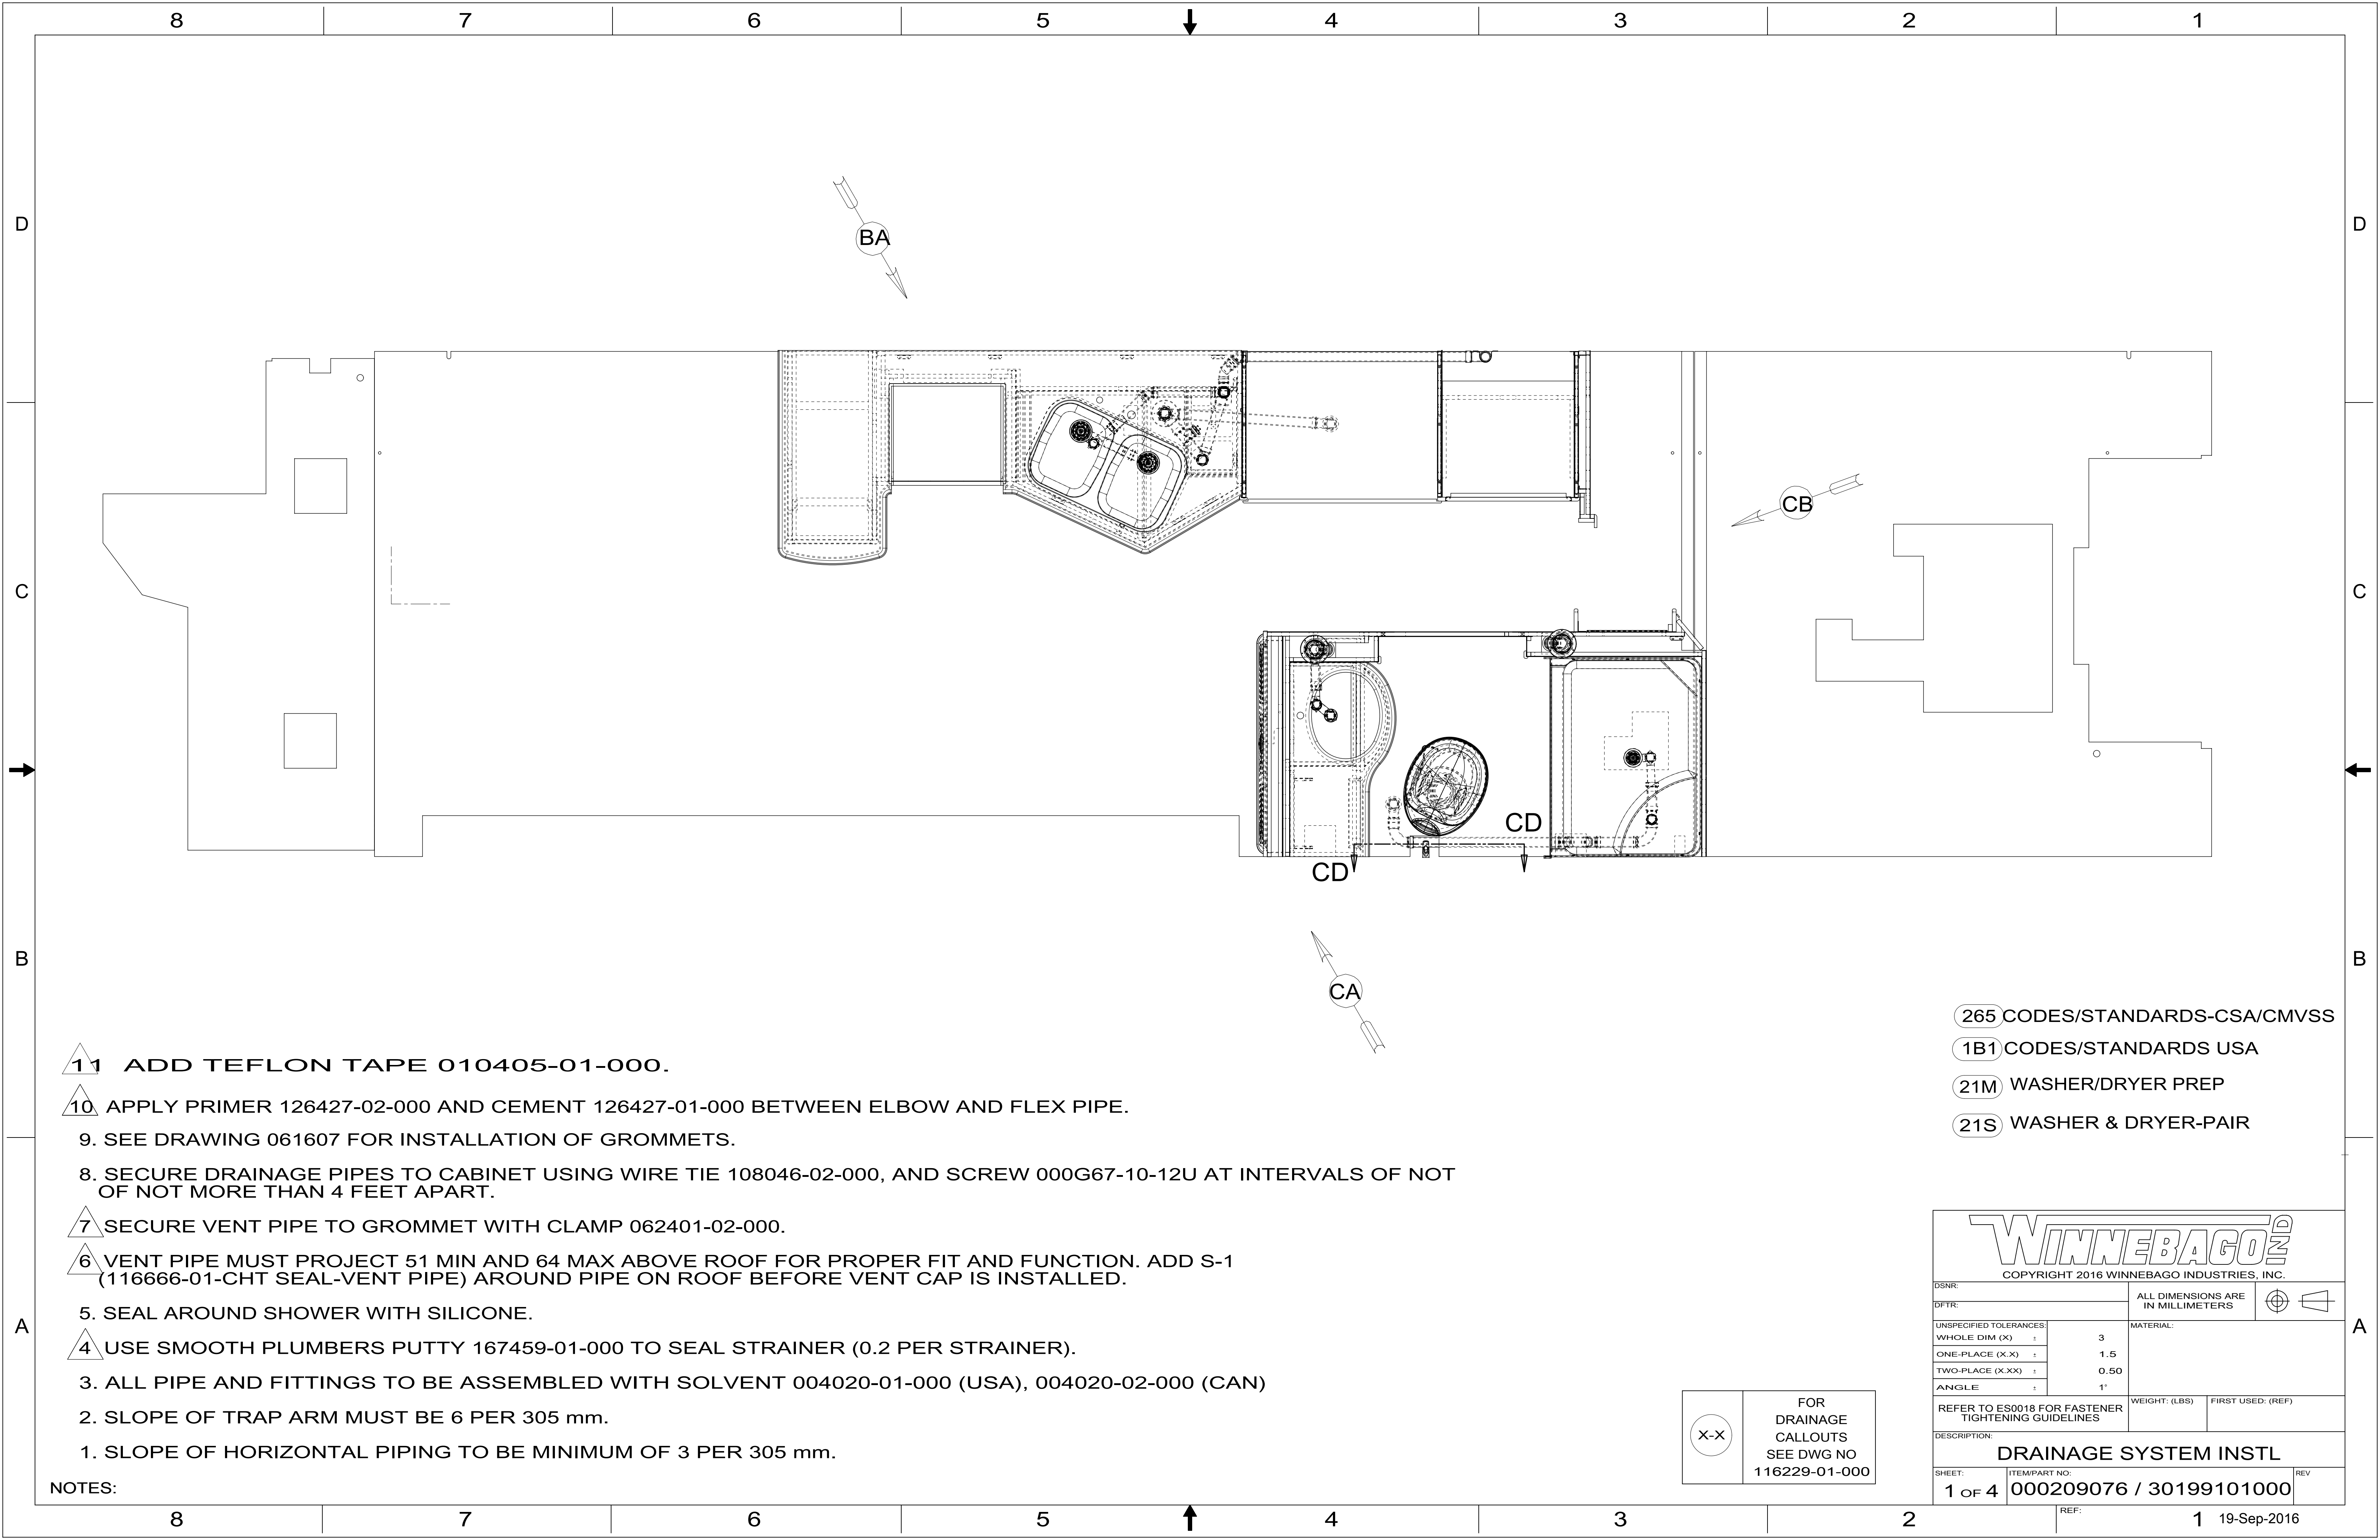 8 7 6 5 4 3 2 1
D
D
BA
CB
C
C
CD
CD
B
B
CA
265 CODES/STANDARDS-CSA/CMVSS
1B1 CODES/STANDARDS USA
21M WASHER/DRYER PREP
21S WASHER & DRYER-PAIR
11 ADD TEFLON TAPE 010405-01-000.
10 APPLY PRIMER 126427-02-000 AND CEMENT 126427-01-000 BETWEEN ELBOW AND FLEX PIPE.
9. SEE DRAWING 061607 FOR INSTALLATION OF GROMMETS.
8. SECURE DRAINAGE PIPES TO CABINET USING WIRE TIE 108046-02-000, AND SCREW 000G67-10-12U AT INTERVALS OF NOT
OF NOT MORE THAN 4 FEET APART.
7 SECURE VENT PIPE TO GROMMET WITH CLAMP 062401-02-000.
6 VENT PIPE MUST PROJECT 51 MIN AND 64 MAX ABOVE ROOF FOR PROPER FIT AND FUNCTION. ADD S-1
(116666-01-CHT SEAL-VENT PIPE) AROUND PIPE ON ROOF BEFORE VENT CAP IS INSTALLED.
5. SEAL AROUND SHOWER WITH SILICONE.
A
A
4 USE SMOOTH PLUMBERS PUTTY 167459-01-000 TO SEAL STRAINER (0.2 PER STRAINER).
3. ALL PIPE AND FITTINGS TO BE ASSEMBLED WITH SOLVENT 004020-01-000 (USA), 004020-02-000 (CAN)
2. SLOPE OF TRAP ARM MUST BE 6 PER 305 mm.
1. SLOPE OF HORIZONTAL PIPING TO BE MINIMUM OF 3 PER 305 mm.
NOTES:
X-X
FOR
DRAINAGE
CALLOUTS
SEE DWG NO
116229-01-000
WINNEBAGO IND
COPYRIGHT 2016 WINNEBAGO INDUSTRIES, INC.
DSNR:
DFTR:
ALL DIMENSIONS ARE
IN MILLIMETERS
UNSPECIFIED TOLERANCES:
WHOLE DIM (X) ± 3
ONE-PLACE (X.X) ± 1.5
TWO-PLACE (X.XX) ± 0.50
ANGLE ± 1°
MATERIAL:
REFER TO ES0018 FOR FASTENER
TIGHTENING GUIDELINES
WEIGHT: (LBS)
FIRST USED: (REF)
DESCRIPTION:
DRAINAGE SYSTEM INSTL
SHEET:
1 OF 4
ITEM/PART NO:
000209076 / 30199101000
REV
REF:
8 7 6 5 4 3 2 1
19-Sep-2016